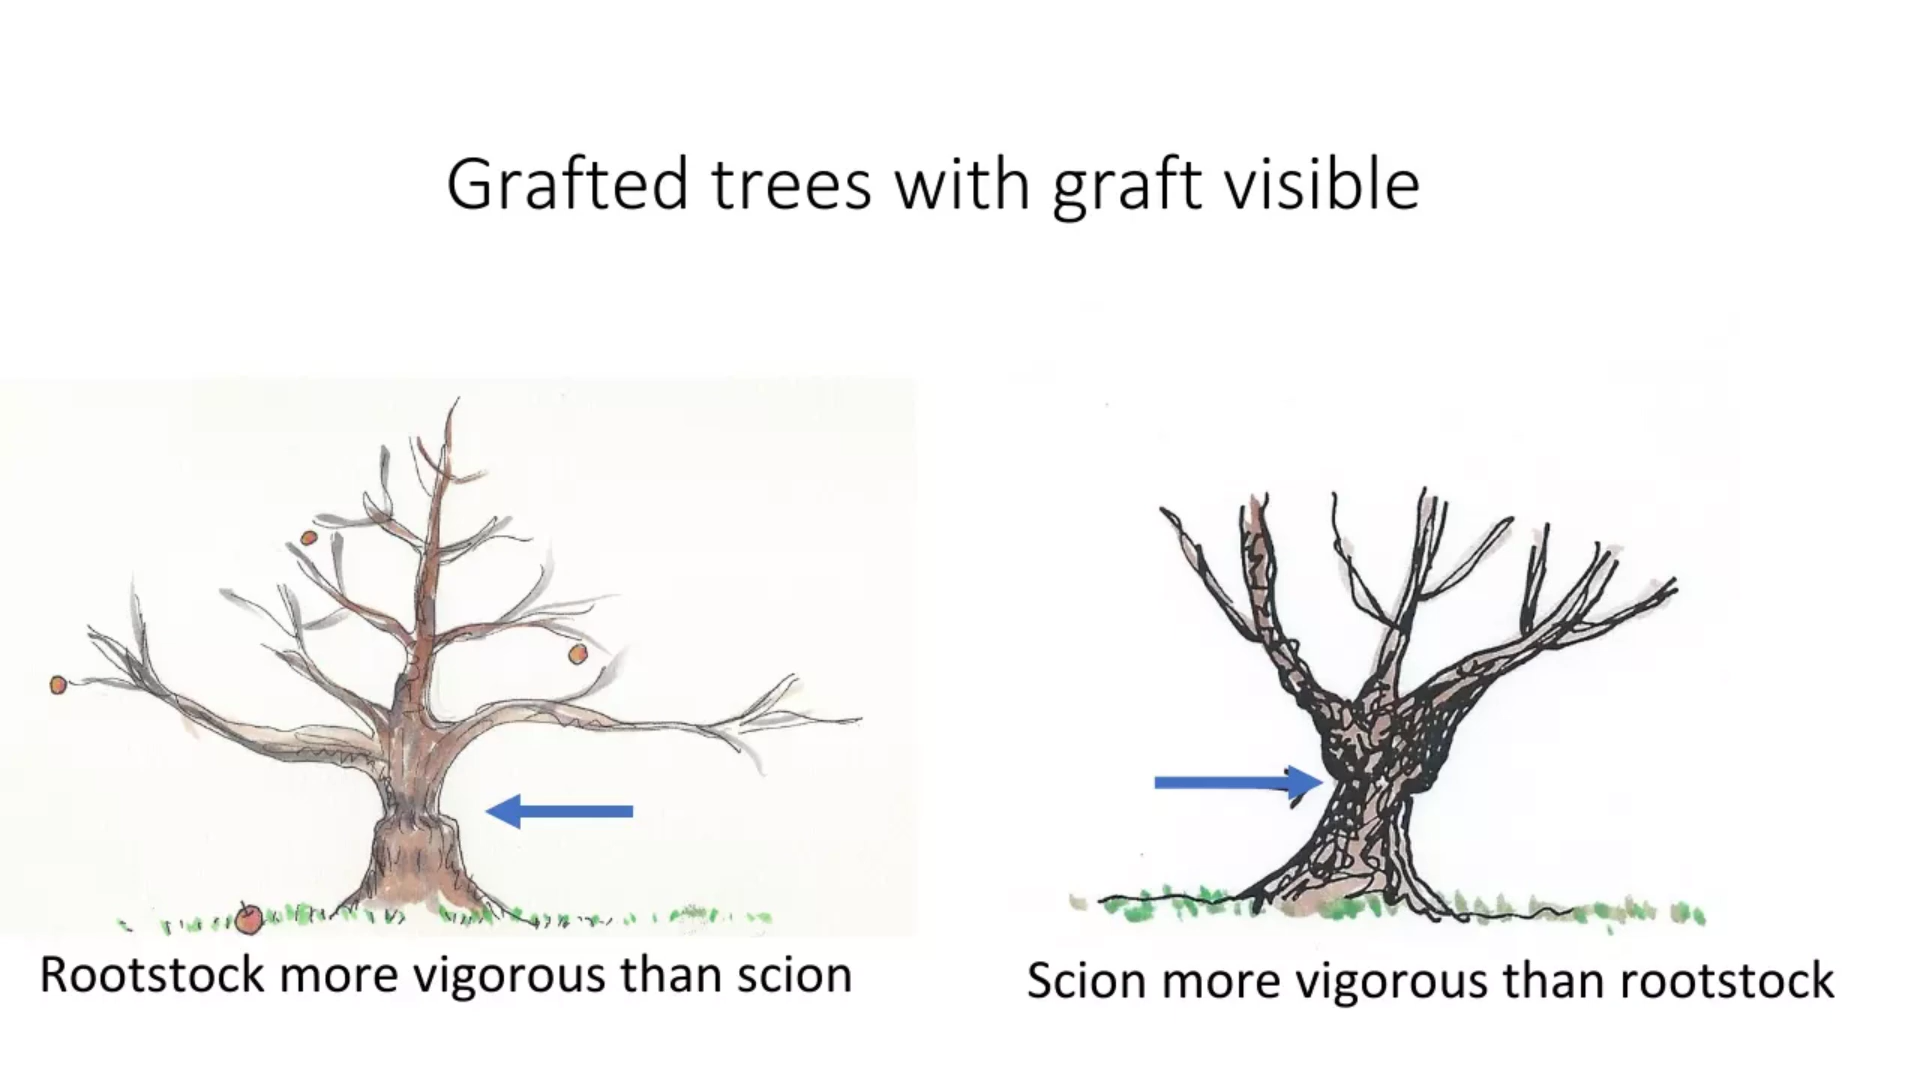 Grafted trees with graft visible
Rootstock more vigorous than scion
Scion more vigorous than rootstock